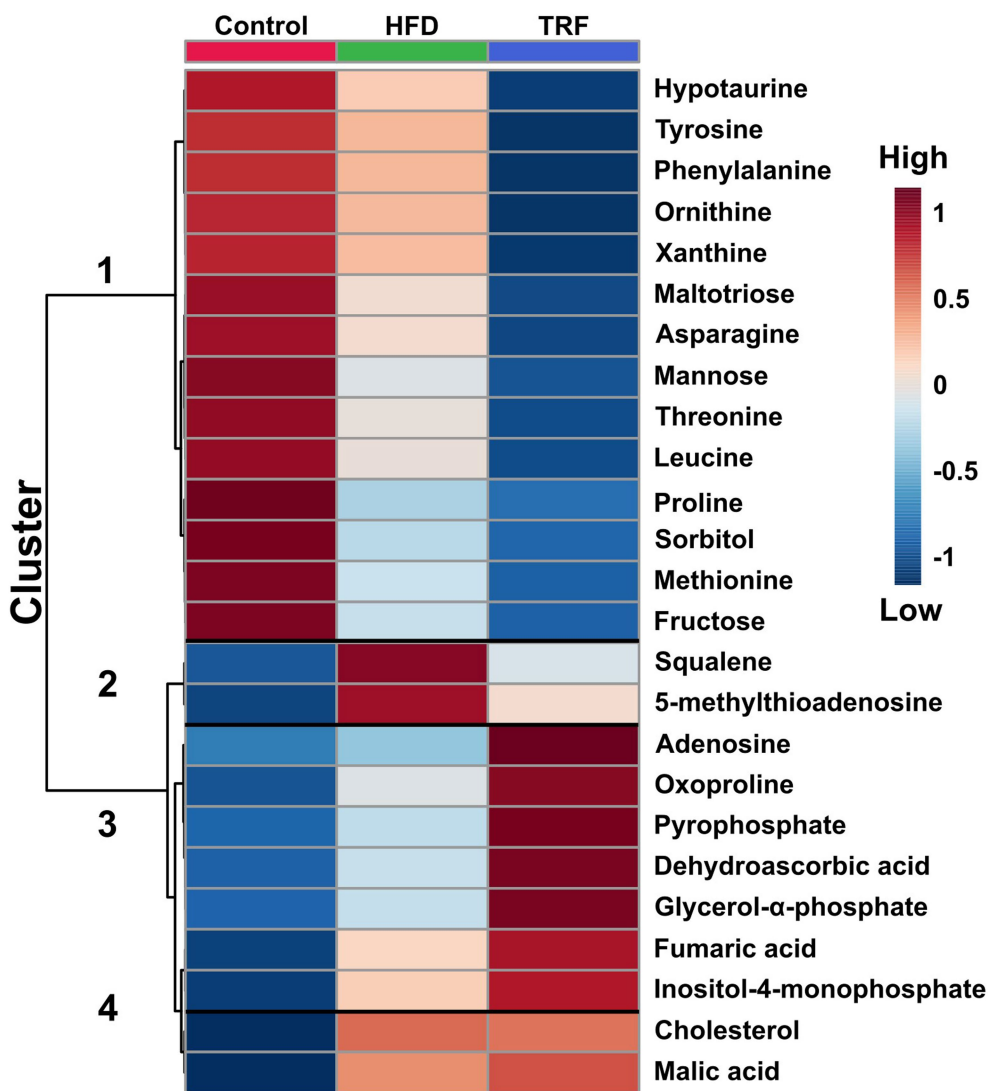 Control HFD TRF
Hypotaurine
Tyrosine
Phenylalanine
Ornithine
Xanthine
Maltotriose
Asparagine
Mannose
Threonine
Leucine
Proline
Sorbitol
Methionine
Fructose
Squalene
5-methylthioadenosine
Adenosine
Oxoproline
Pyrophosphate
Dehydroascorbic acid
Glycerol-α-phosphate
Fumaric acid
Inositol-4-monophosphate
Cholesterol
Malic acid
Cluster
1
2
3
4
High
1
0.5
0
-0.5
-1
Low